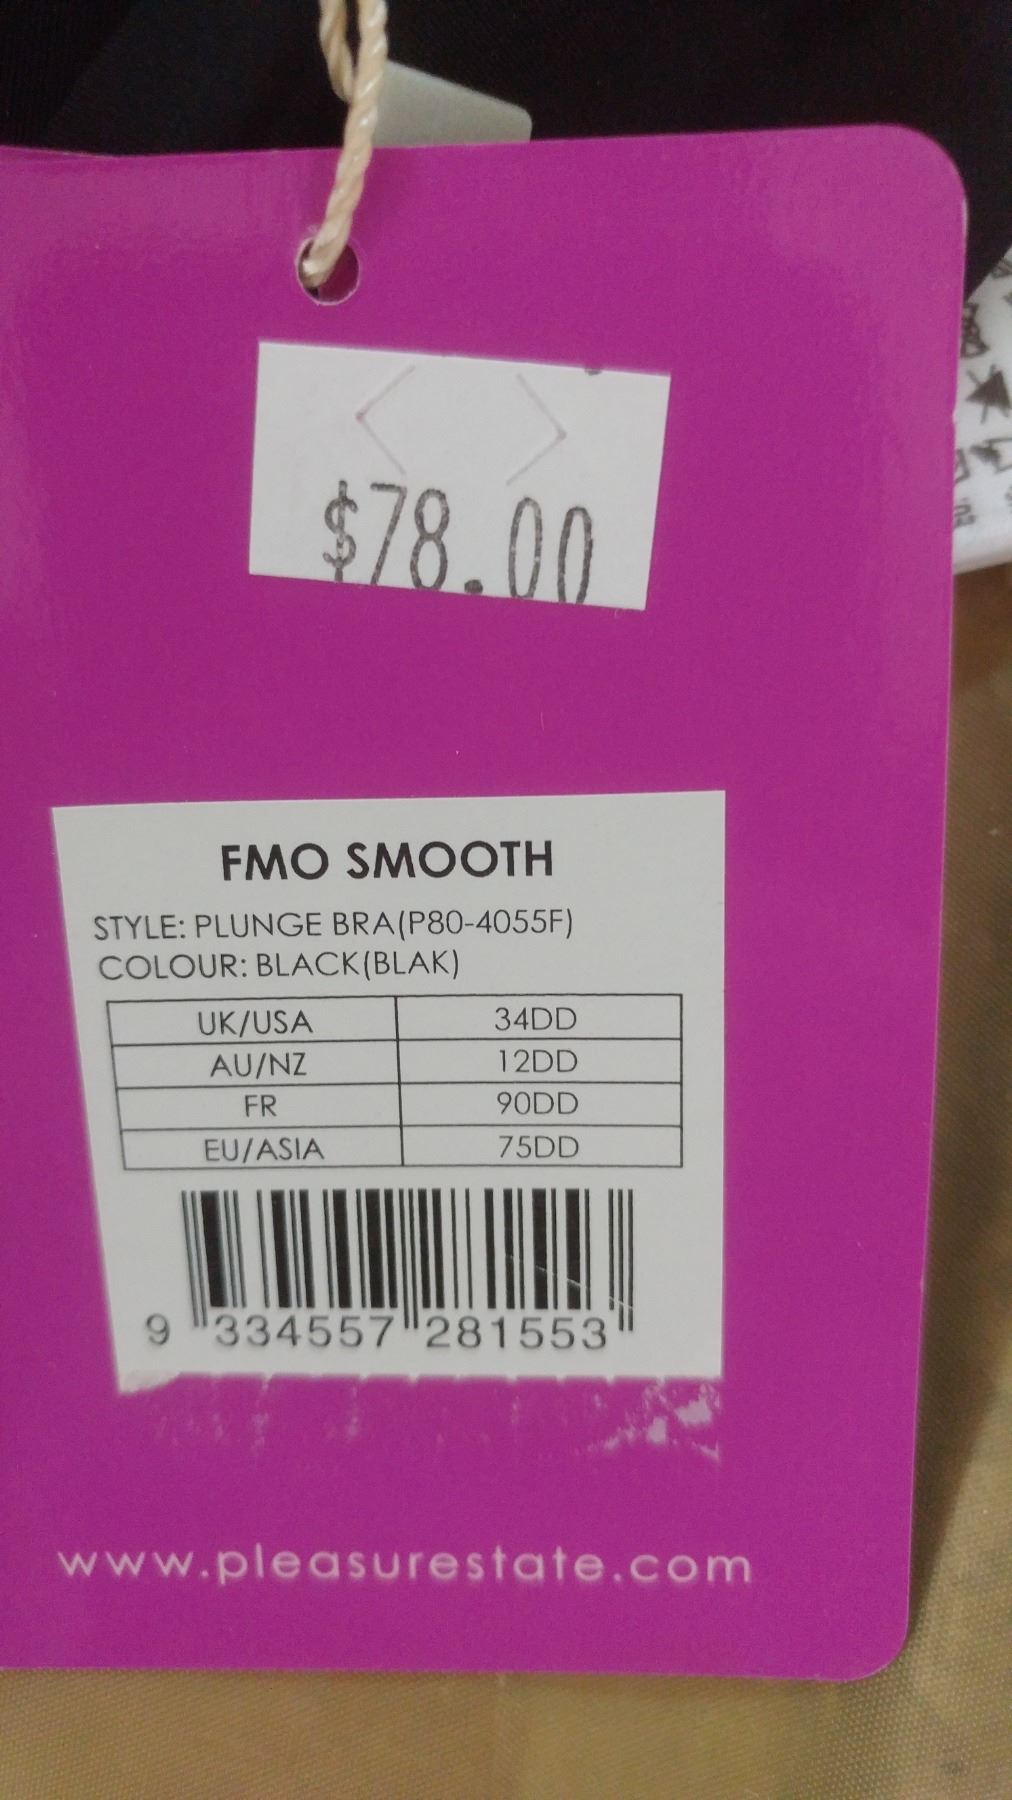 $78.00
FMO SMOOTH
STYLE: PLUNGE BRA(P80-4055F)
COLOUR: BLACK(BLAK)
UK/USA 34DD
AU/NZ 12DD
FR 90DD
EU/ASIA 75DD
9 334557 281553
www.pleasurestate.com